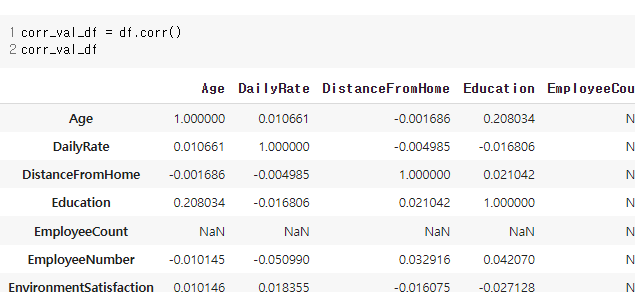 1 corr_val_df = df.corr()
2 corr_val_df
Age DailyRate DistanceFromHome Education EmployeeCou
Age 1.000000 0.010661 -0.001686 0.208034 N
DailyRate 0.010661 1.000000 -0.004985 -0.016806 N
DistanceFromHome -0.001686 -0.004985 1.000000 0.021042 N
Education 0.208034 -0.016806 0.021042 1.000000 N
EmployeeCount NaN NaN NaN NaN N
EmployeeNumber -0.010145 -0.050990 0.032916 0.042070 N
EnvironmentSatisfaction 0.010146 0.018355 -0.016075 -0.027128 N